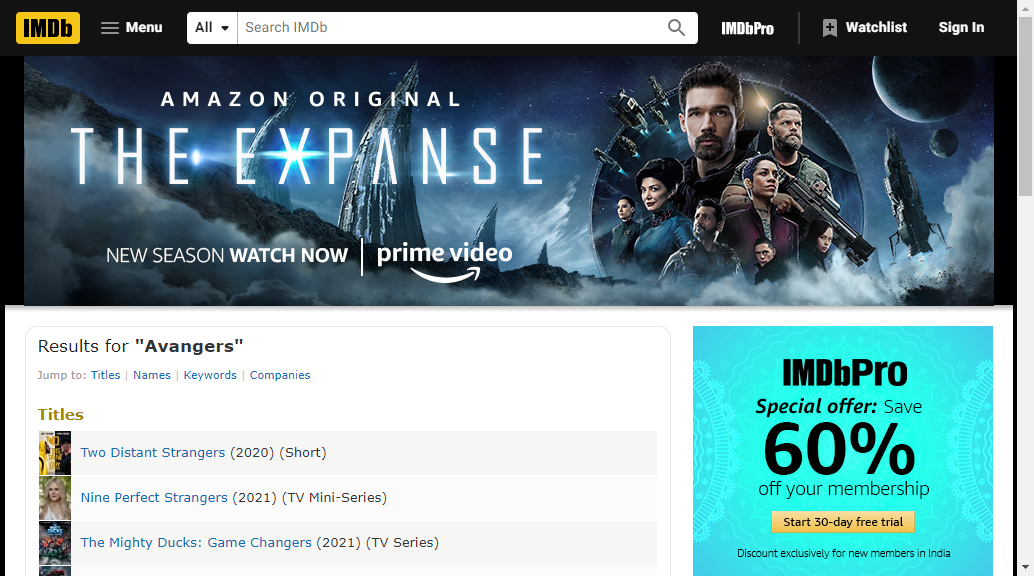 IMDb Menu All Search IMDb IMDbPro Watchlist Sign In
AMAZON ORIGINAL
THE EXPANSE
NEW SEASON WATCH NOW | prime video
Results for "Avangers"
Jump to: Titles | Names | Keywords | Companies
Titles
Two Distant Strangers (2020) (Short)
Nine Perfect Strangers (2021) (TV Mini-Series)
The Mighty Ducks: Game Changers (2021) (TV Series)
IMDbPro
Special offer: Save
60%
off your membership
Start 30-day free trial
Discount exclusively for new members in India